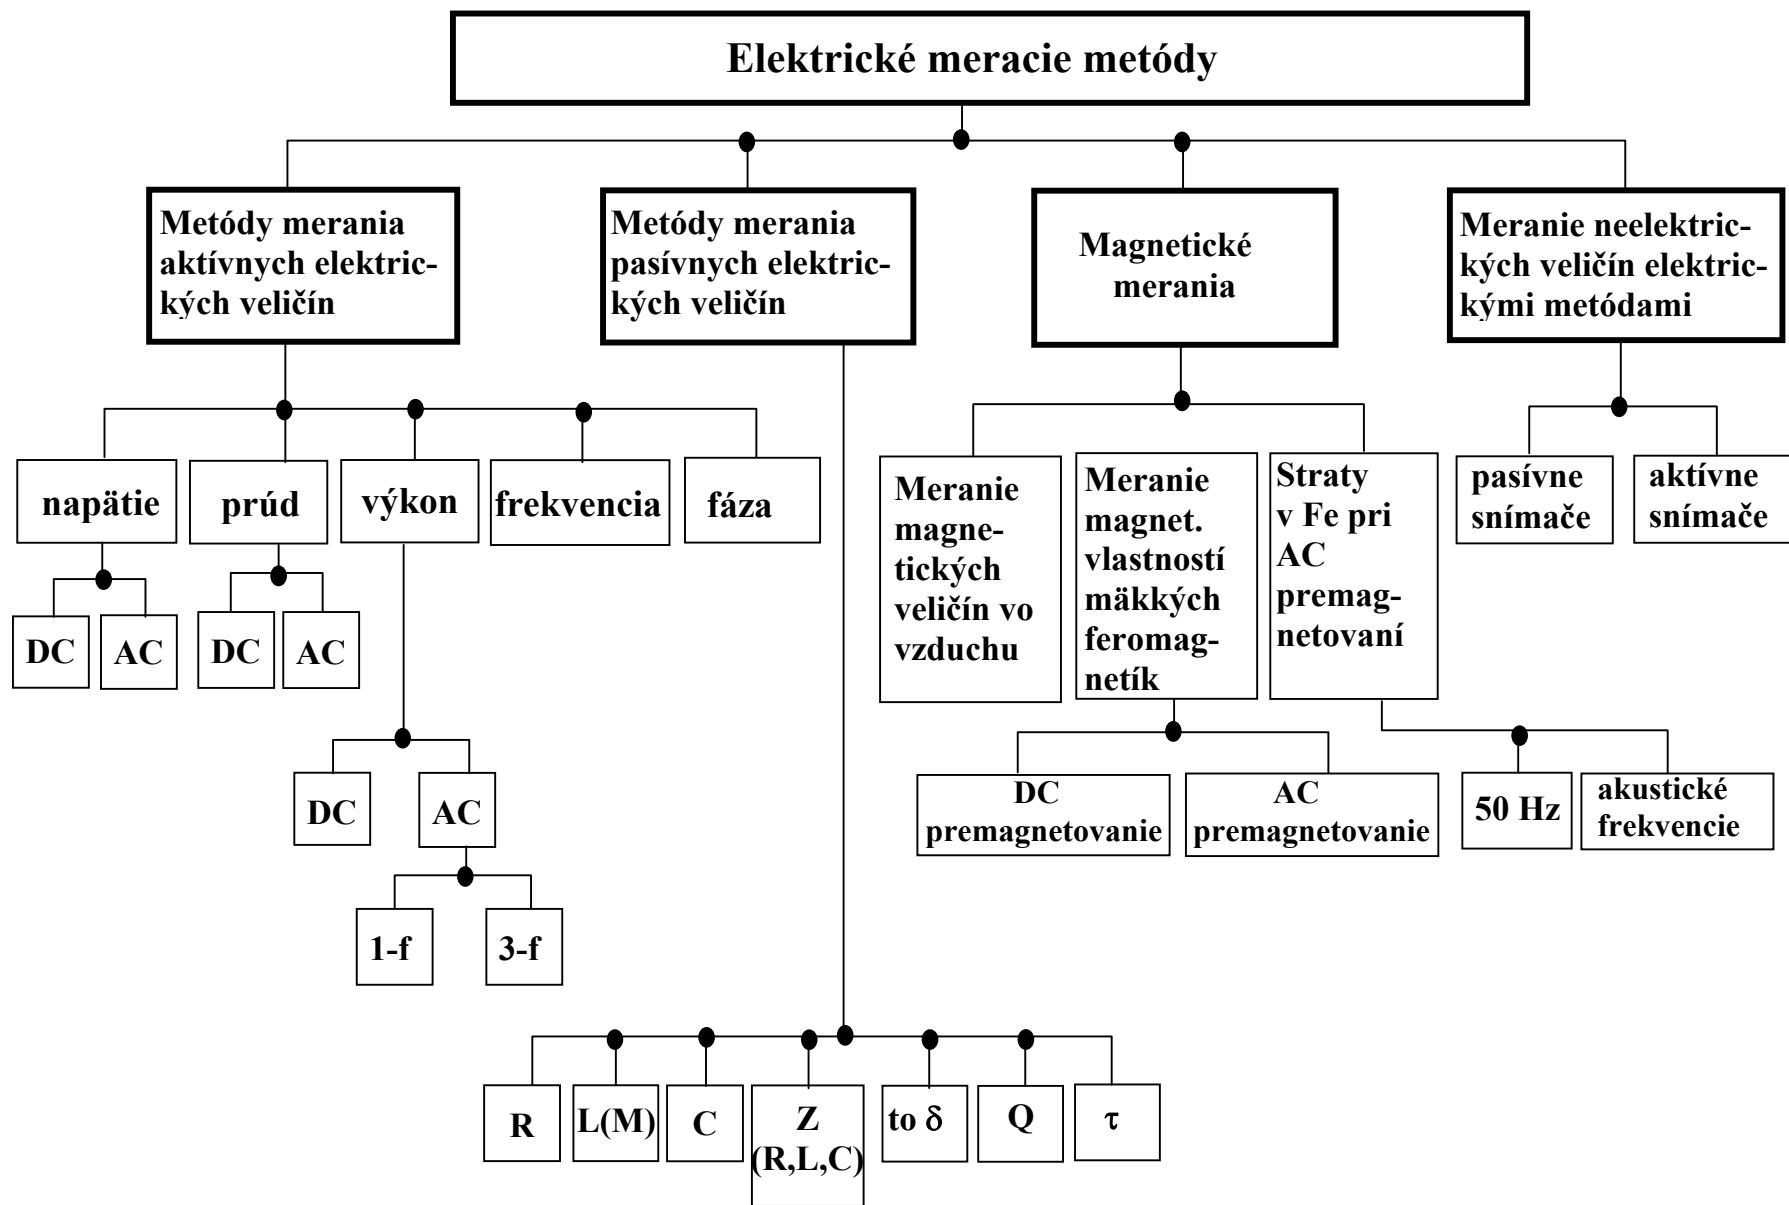 Elektrické meracie metódy
Metódy merania
aktívnych elektric-
kých veličín
Metódy merania
pasívnych elektric-
kých veličín
Magnetické
merania
Meranie neelektric-
kých veličín elektric-
kými metódami
napätie
prúd
výkon
frekvencia
fáza
DC
AC
DC
AC
DC
AC
1-f
3-f
Meranie
magne-
tických
veličín vo
vzduchu
Meranie
magnet.
vlastností
mäkkých
feromag-
netík
Straty
v Fe pri
AC
premag-
netovaní
pasívne
snímače
aktívne
snímače
DC
premagnetovanie
AC
premagnetovanie
50 Hz
akustické
frekvencie
R
L(M)
C
Z
(R,L,C)
to δ
Q
τ